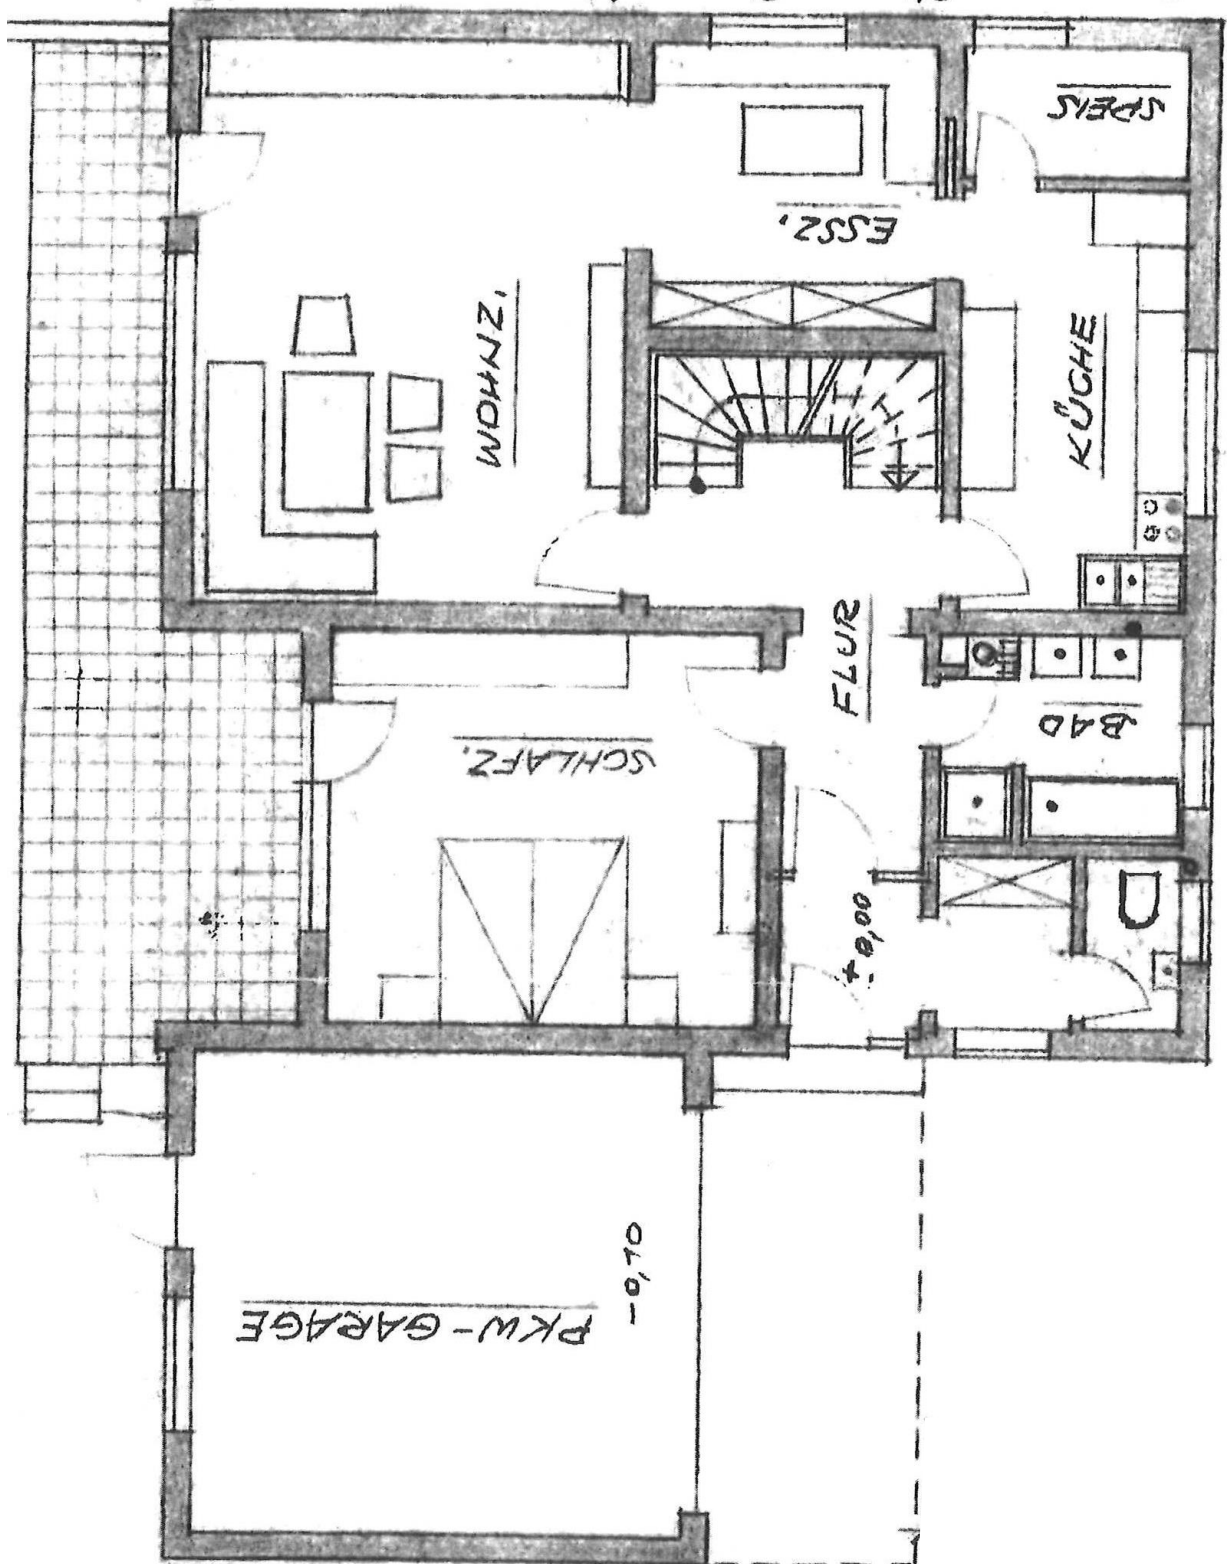 SPEIS
ESSZ.
WOHNZ.
KÜCHE
FLUR
BAD
SCHLAFZ.
± 0,00
-0,10
PKW-GARAGE